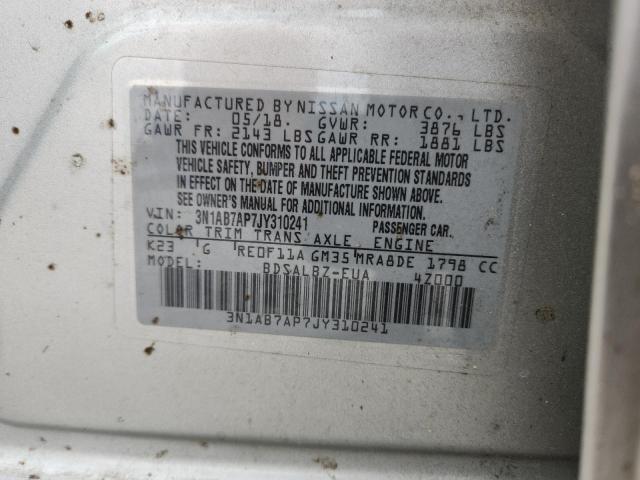 MANUFACTURED BY NISSAN MOTOR CO., LTD.
DATE: 05/18. GVWR: 3876 LBS
GAWR FR: 2143 LBS GAWR RR: 1881 LBS
THIS VEHICLE CONFORMS TO ALL APPLICABLE FEDERAL MOTOR
VEHICLE SAFETY, BUMPER AND THEFT PREVENTION STANDARDS
IN EFFECT ON THE DATE OF MANUFACTURE SHOWN ABOVE.
SEE OWNER'S MANUAL FOR ADDITIONAL INFORMATION.
VIN: 3N1AB7AP7JY310241 PASSENGER CAR.
COLOR TRIM TRANS AXLE ENGINE
K23 G RE0F11A GM35 MRA8DE 1798 CC
BDSALBZ-EUA 4Z000
3N1AB7AP7JY310241